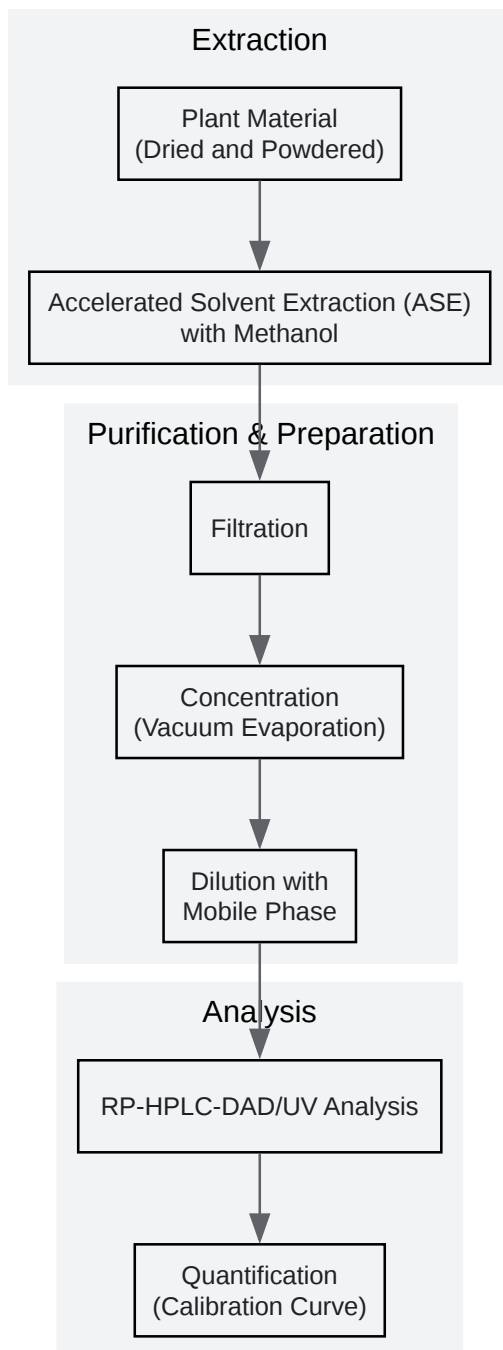 Extraction
Plant Material
(Dried and Powdered)
Accelerated Solvent Extraction (ASE)
with Methanol
Purification & Preparation
Filtration
Concentration
(Vacuum Evaporation)
Dilution with
Mobile Phase
Analysis
RP-HPLC-DAD/UV Analysis
Quantification
(Calibration Curve)